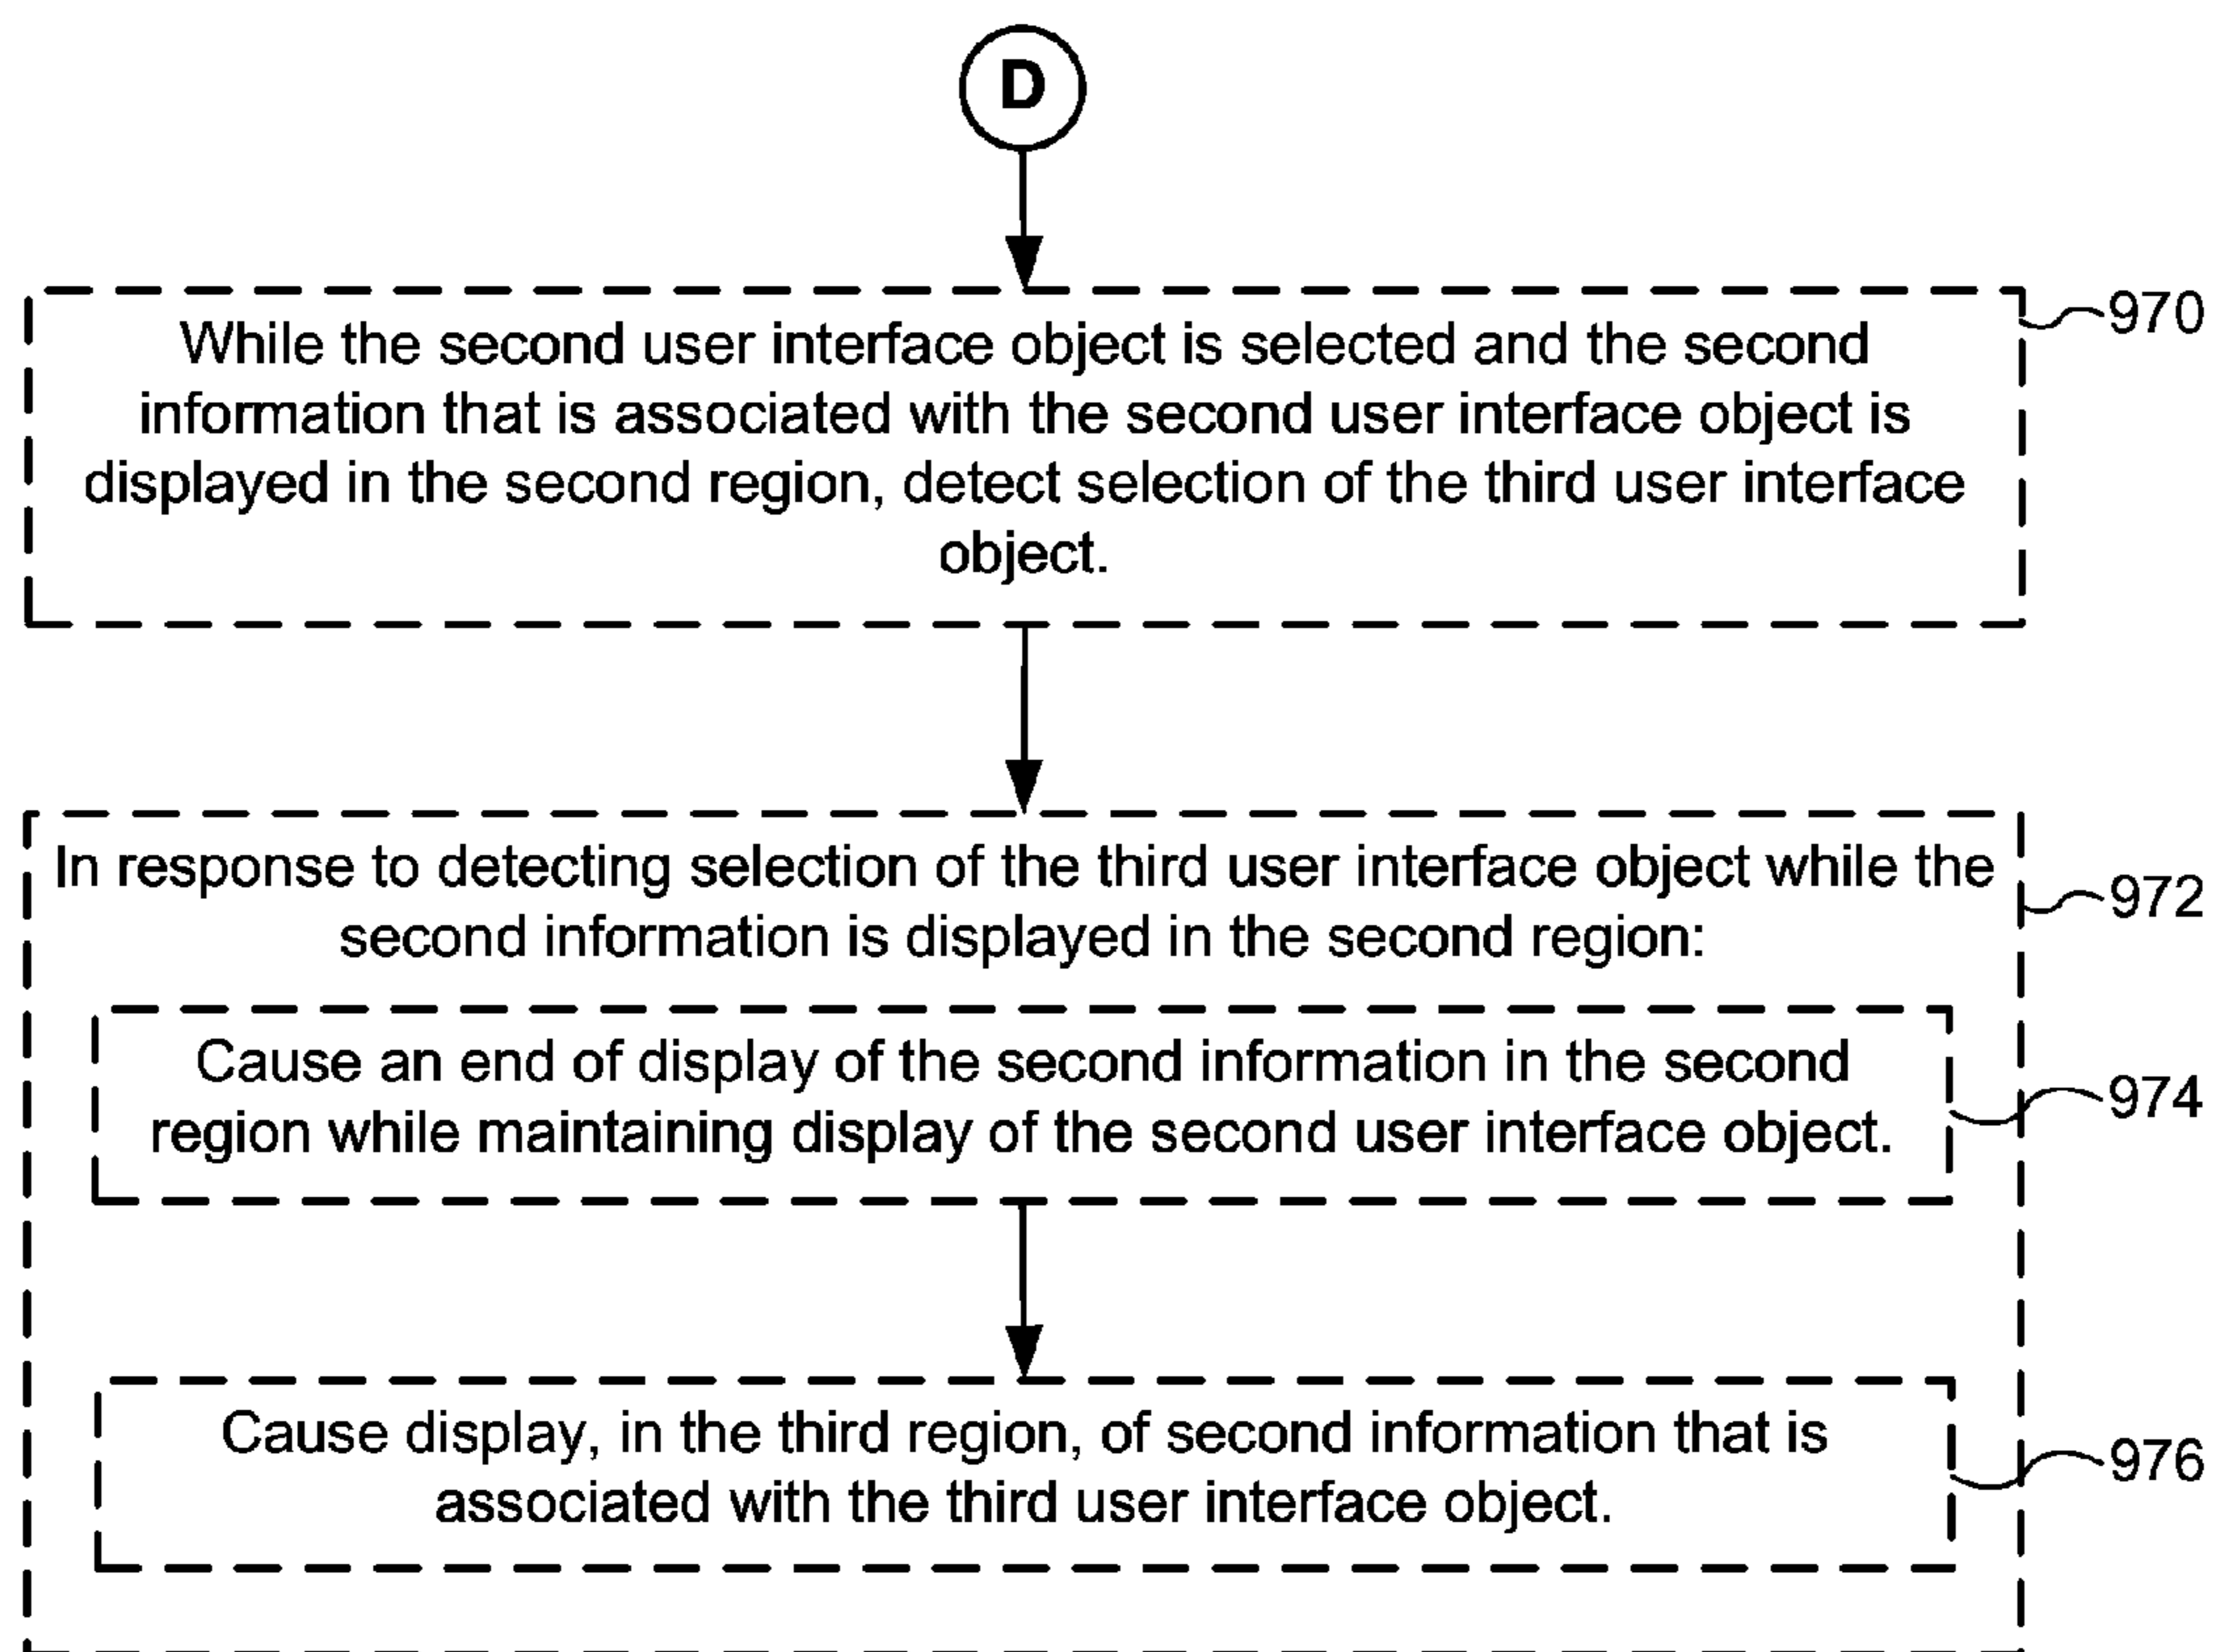 D
While the second user interface object is selected and the second
information that is associated with the second user interface object is
displayed in the second region, detect selection of the third user interface
object.
970
In response to detecting selection of the third user interface object while the
second information is displayed in the second region:
972
Cause an end of display of the second information in the second
region while maintaining display of the second user interface object.
974
Cause display, in the third region, of second information that is
associated with the third user interface object.
976